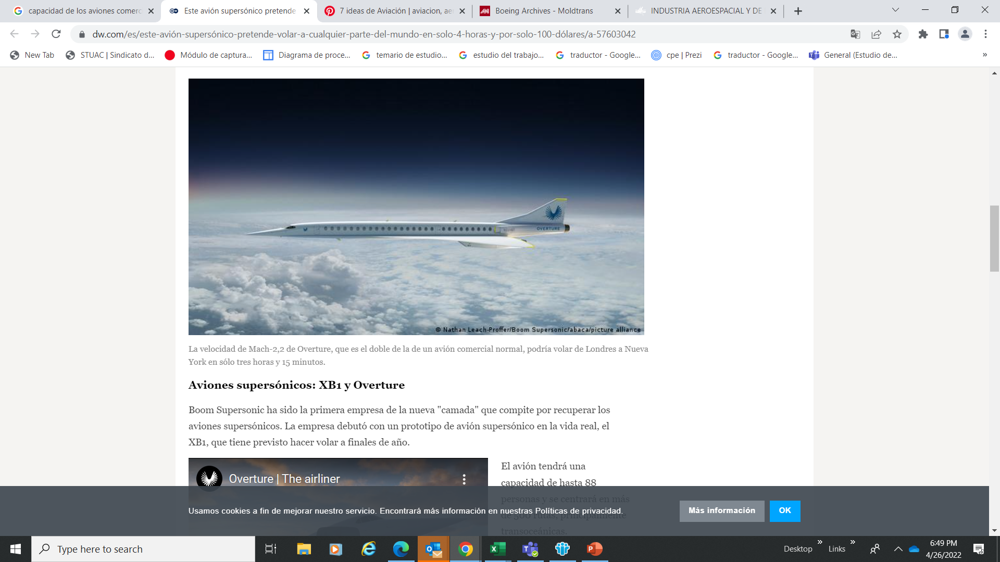 capacidad de los aviones comerc
Este avión supersónico pretende
7 ideas de Aviación | aviacion, ae
Boeing Archives - Moldtrans
INDUSTRIA AEROESPACIAL Y DE
dw.com/es/este-avión-supersónico-pretende-volar-a-cualquier-parte-del-mundo-en-solo-4-horas-y-por-solo-100-dólares/a-57603042
New Tab
STUAC | Sindicato d...
Módulo de captura...
Diagrama de proce...
temario de estudio...
estudio del trabajo...
traductor - Google...
cpe | Prezi
traductor - Google...
General (Estudio de...
OVERTURE
© Nathan Leach-Proffer/Boom Supersonic/abaca/picture alliance
La velocidad de Mach-2,2 de Overture, que es el doble de la de un avión comercial normal, podría volar de Londres a Nueva
York en sólo tres horas y 15 minutos.
Aviones supersónicos: XB1 y Overture
Boom Supersonic ha sido la primera empresa de la nueva "camada" que compite por recuperar los
aviones supersónicos. La empresa debutó con un prototipo de avión supersónico en la vida real, el
XB1, que tiene previsto hacer volar a finales de año.
Overture | The airliner
El avión tendrá una
capacidad de hasta 88
personas y se centrará en más
de 500 rutas, principalmente
transoceánicas.
Usamos cookies a fin de mejorar nuestro servicio. Encontrará más información en nuestras Políticas de privacidad.
Más información
OK
Type here to search
Desktop
Links
6:49 PM
4/26/2022